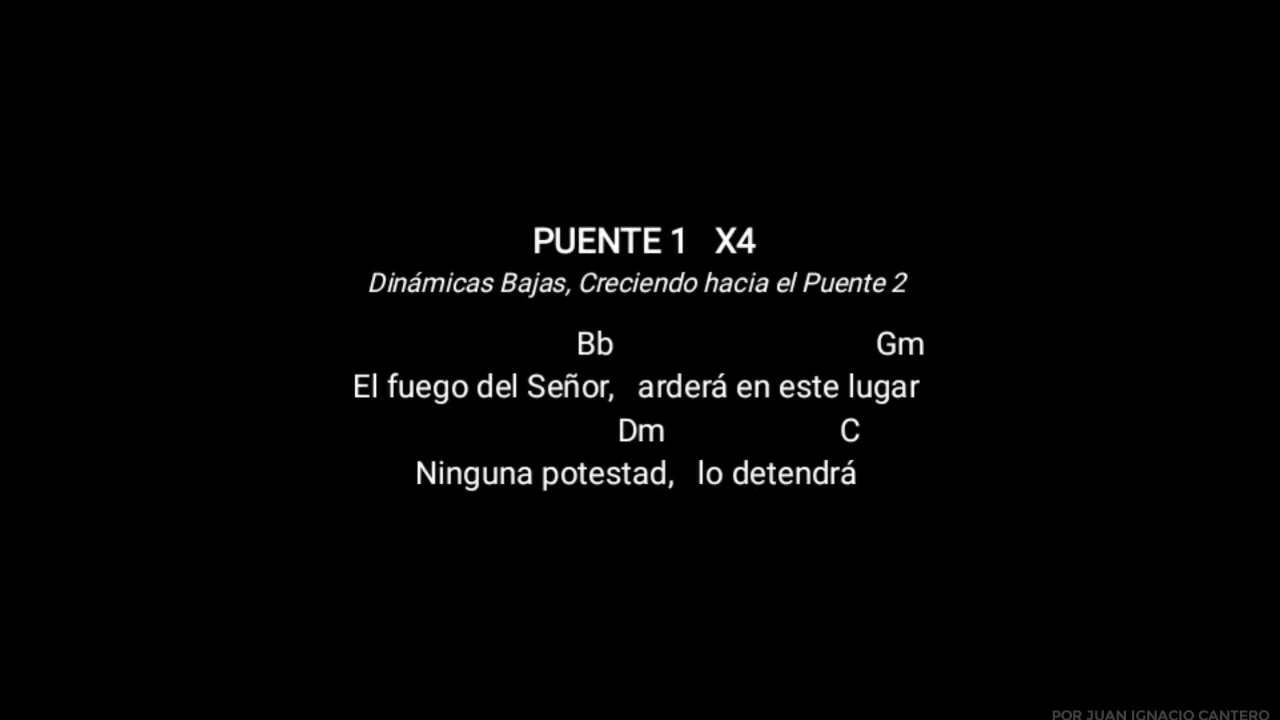 PUENTE 1 X4
Dinámicas Bajas, Creciendo hacia el Puente 2
Bb Gm
El fuego del Señor, arderá en este lugar
Dm C
Ninguna potestad, lo detendrá
POR JUAN IGNACIO CANTERO